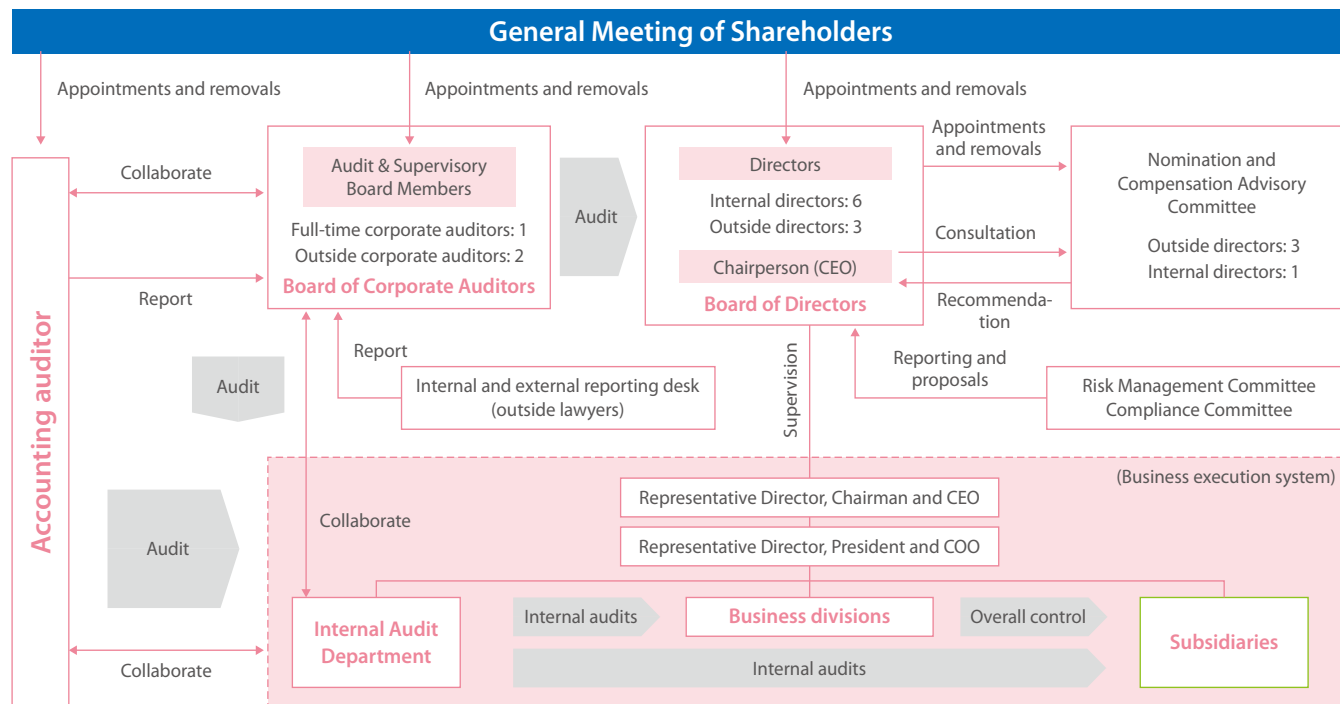 General Meeting of Shareholders
Appointments and removals
Appointments and removals
Appointments and removals
Accounting auditor
Collaborate
Report
Audit & Supervisory
Board Members
Full-time corporate auditors: 1
Outside corporate auditors: 2
Board of Corporate Auditors
Audit
Directors
Internal directors: 6
Outside directors: 3
Chairperson (CEO)
Board of Directors
Appointments
and removals
Consultation
Recommenda-
tion
Nomination and
Compensation Advisory
Committee
Outside directors: 3
Internal directors: 1
Audit
Report
Internal and external reporting desk
(outside lawyers)
Supervision
Reporting and
proposals
Risk Management Committee
Compliance Committee
(Business execution system)
Audit
Collaborate
Representative Director, Chairman and CEO
Representative Director, President and COO
Collaborate
Internal Audit
Department
Internal audits
Business divisions
Overall control
Internal audits
Subsidiaries